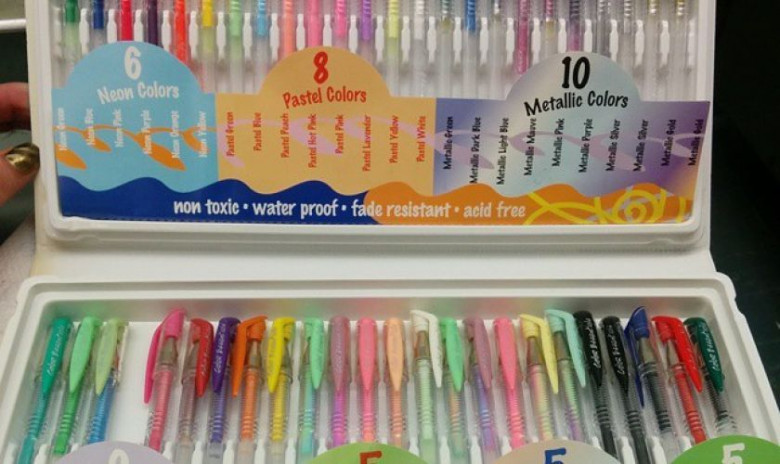 6
Neon Colors
8
Pastel Colors
10
Metallic Colors
Neon Green
Neon Blue
Neon Pink
Neon Purple
Neon Orange
Neon Yellow
Pastel Green
Pastel Blue
Pastel Peach
Pastel Hot Pink
Pastel Pink
Pastel Lavender
Pastel Yellow
Pastel White
Metallic Green
Metallic Dark Blue
Metallic Light Blue
Metallic Mauve
Metallic Pink
Metallic Purple
Metallic Silver
Metallic Silver
Metallic Gold
Metallic Gold
non toxic • water proof • fade resistant • acid free
5
5
5